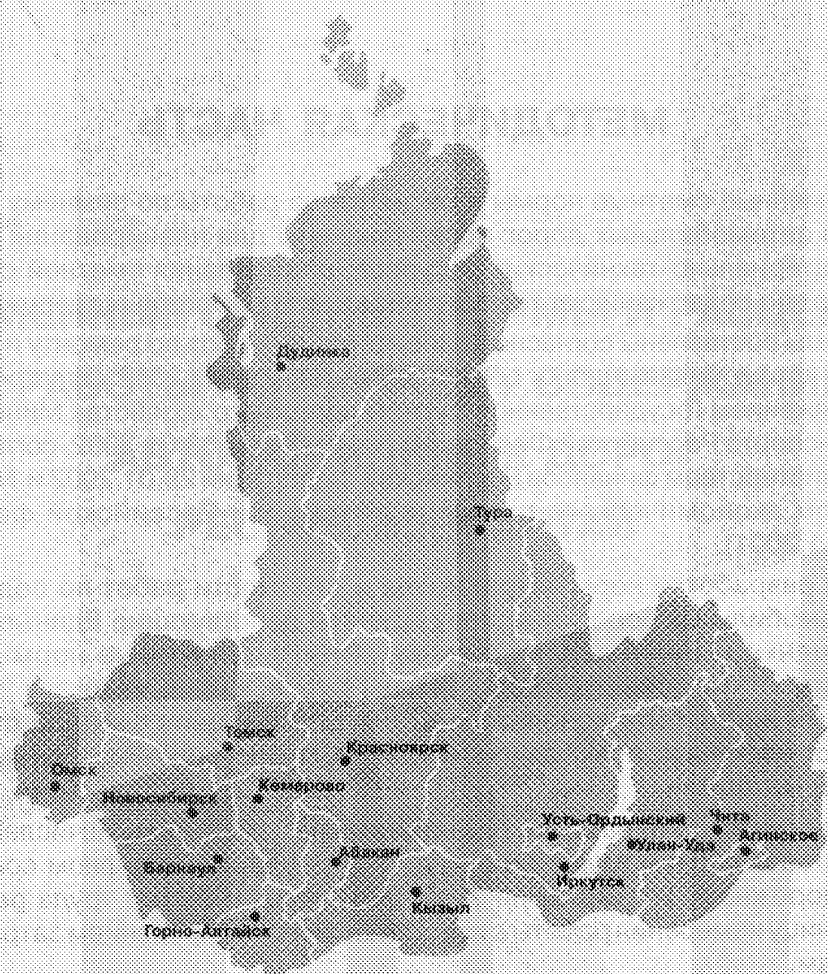 Дудинка
Тура
Томск
Красноярск
Омск
Кемерово
Новосибирск
Усть-Ордынский
Чита
Агинское
Улан-Удэ
Абакан
Барнаул
Иркутск
Кызыл
Горно-Алтайск